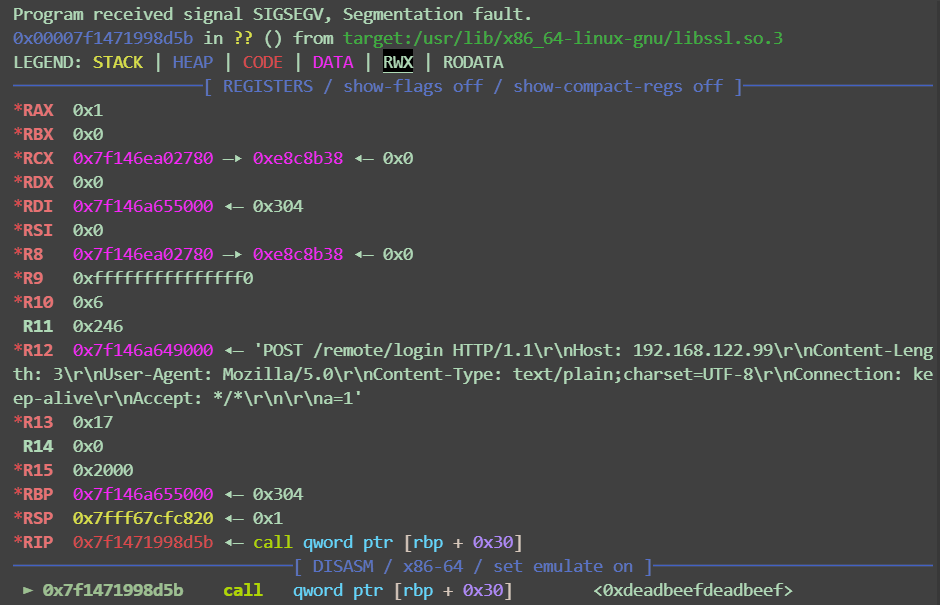 Program received signal SIGSEGV, Segmentation fault.
0x00007f1471998d5b in ?? () from target:/usr/lib/x86_64-linux-gnu/libssl.so.3
LEGEND: STACK | HEAP | CODE | DATA | RWX | RODATA
[ REGISTERS / show-flags off / show-compact-regs off ]
*RAX  0x1
*RBX  0x0
*RCX  0x7f146ea02780 —▸ 0xe8c8b38 ◂— 0x0
*RDX  0x0
*RDI  0x7f146a655000 ◂— 0x304
*RSI  0x0
*R8   0x7f146ea02780 —▸ 0xe8c8b38 ◂— 0x0
*R9   0xfffffffffffffff0
*R10  0x6
 R11  0x246
*R12  0x7f146a649000 ◂— 'POST /remote/login HTTP/1.1\r\nHost: 192.168.122.99\r\nContent-Leng
th: 3\r\nUser-Agent: Mozilla/5.0\r\nContent-Type: text/plain;charset=UTF-8\r\nConnection: ke
ep-alive\r\nAccept: */*\r\n\r\na=1'
*R13  0x17
 R14  0x0
*R15  0x2000
*RBP  0x7f146a655000 ◂— 0x304
*RSP  0x7fff67cfc820 ◂— 0x1
*RIP  0x7f1471998d5b ◂— call qword ptr [rbp + 0x30]
[ DISASM / x86-64 / set emulate on ]
► 0x7f1471998d5b    call   qword ptr [rbp + 0x30]        <0xdeadbeefdeadbeef>